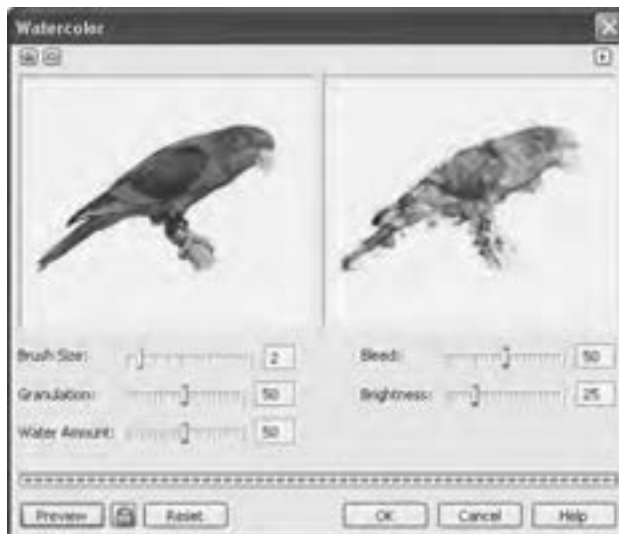 Watercolor
Brush Size: 2
Bleed: 50
Granulation: 50
Brightness: 25
Water Amount: 50
Preview Reset OK Cancel Help